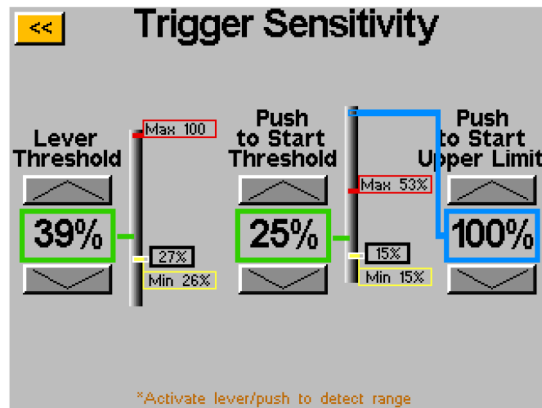 <<
Trigger Sensitivity
Lever
Threshold
Max 100
39%
27%
Min 26%
Push
to Start
Threshold
Max 53%
25%
15%
Min 15%
Push
to Start
Upper Limit
100%
*Activate lever/push to detect range